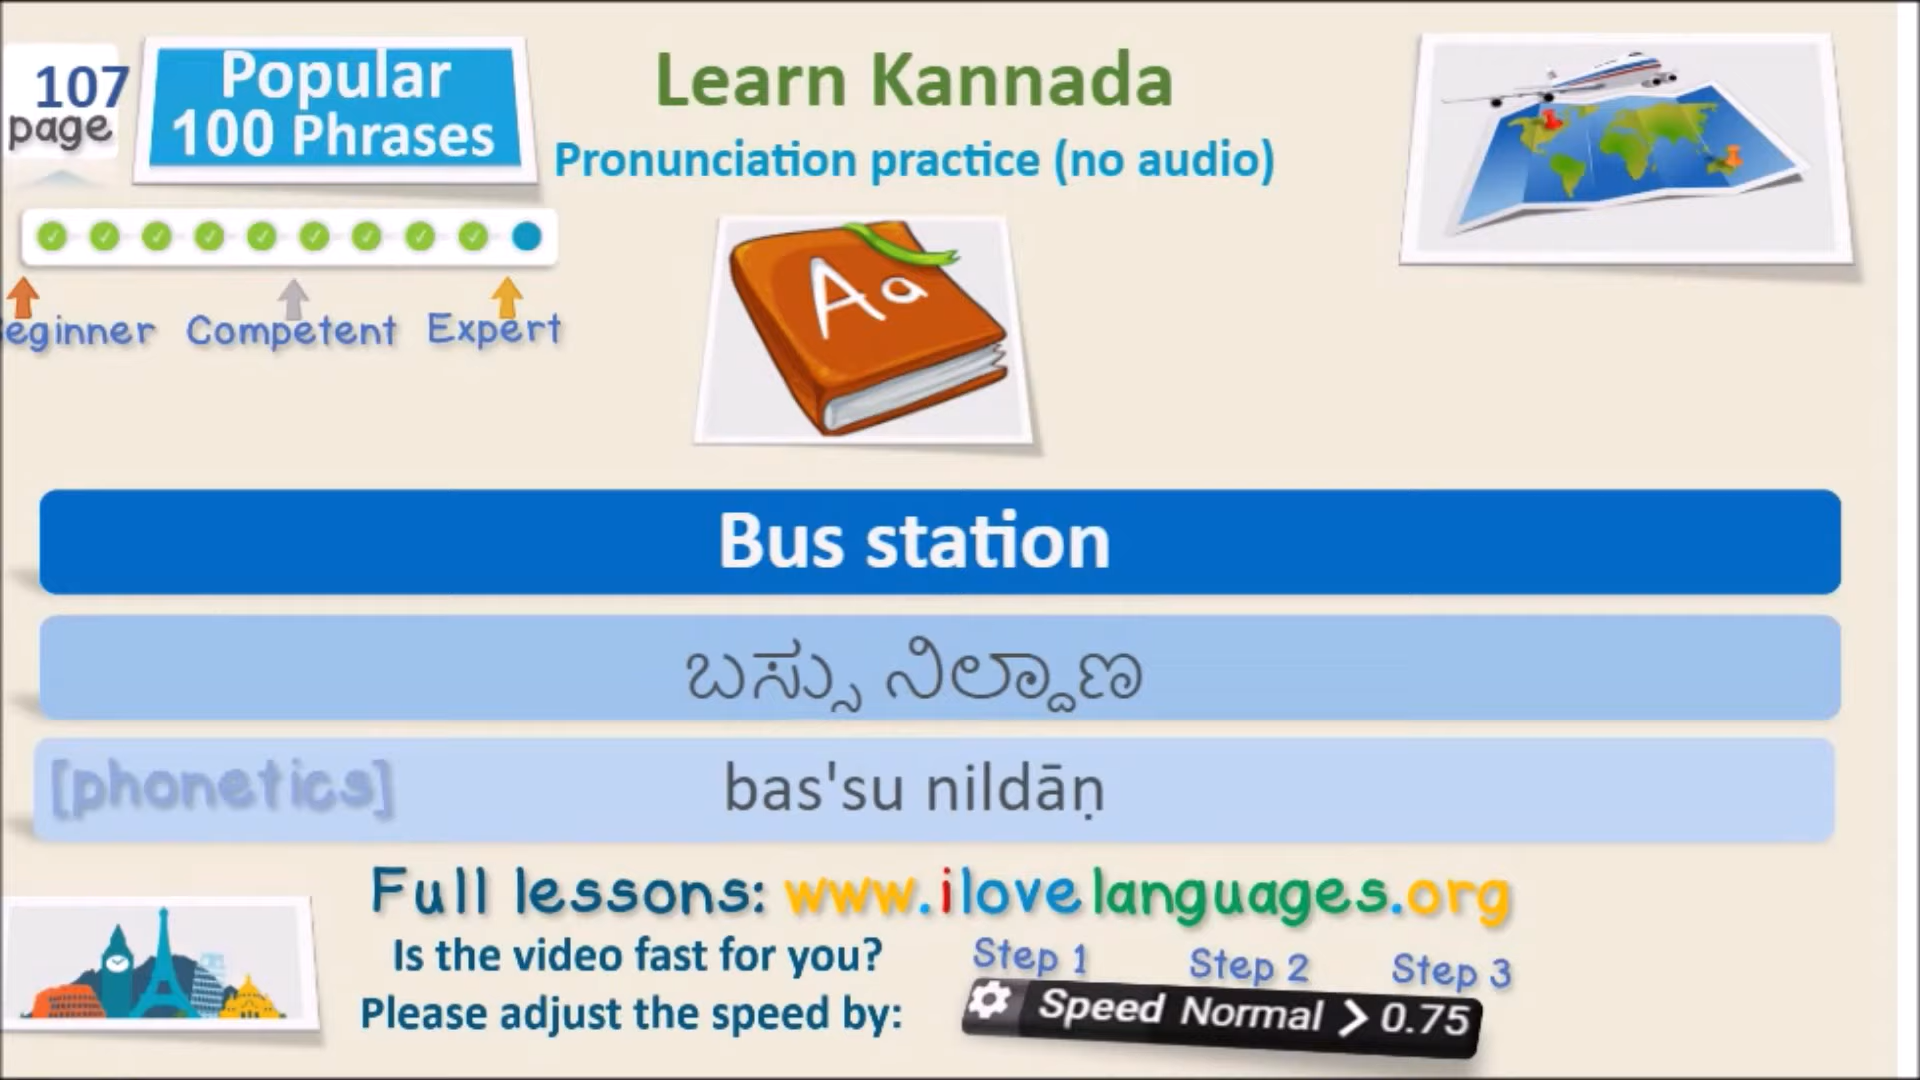 107
page
Popular
100 Phrases
Learn Kannada
Pronunciation practice (no audio)
eginner Competent Expert
Aa
Bus station
ಬಸ್ಸು ನಿಲ್ದಾಣ
[phonetics] bas'su nildāṇ
Full lessons: www.ilovelanguages.org
Is the video fast for you?
Please adjust the speed by:
Step 1 Step 2 Step 3
Speed Normal > 0.75